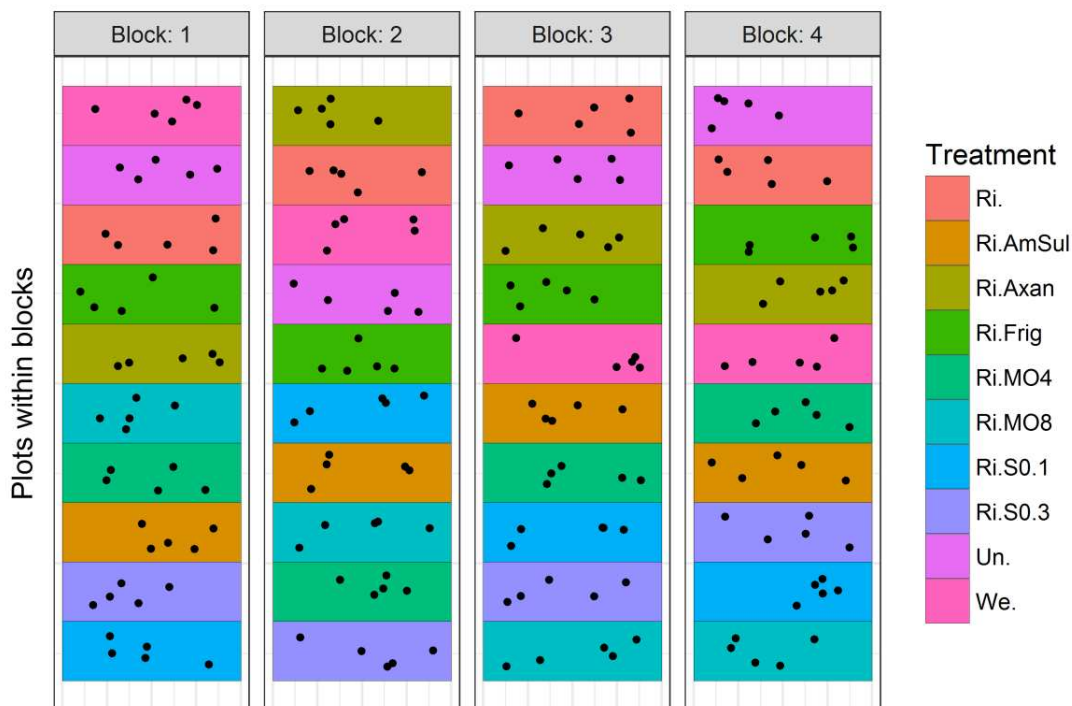 Block: 1
Block: 2
Block: 3
Block: 4
Plots within blocks
Treatment
Ri.
Ri.AmSul
Ri.Axan
Ri.Frig
Ri.MO4
Ri.MO8
Ri.S0.1
Ri.S0.3
Un.
We.